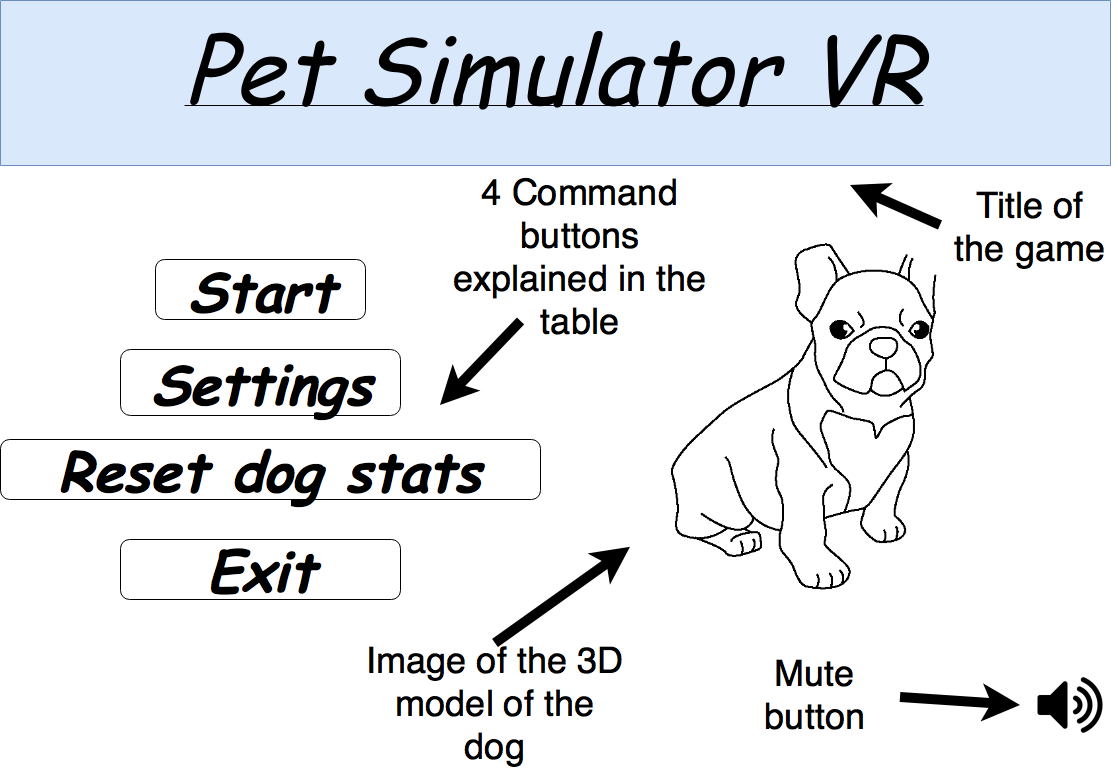 Pet Simulator VR
4 Command
buttons
explained in the
table
Title of
the game
Start
Settings
Reset dog stats
Exit
Image of the 3D
model of the
dog
Mute
button